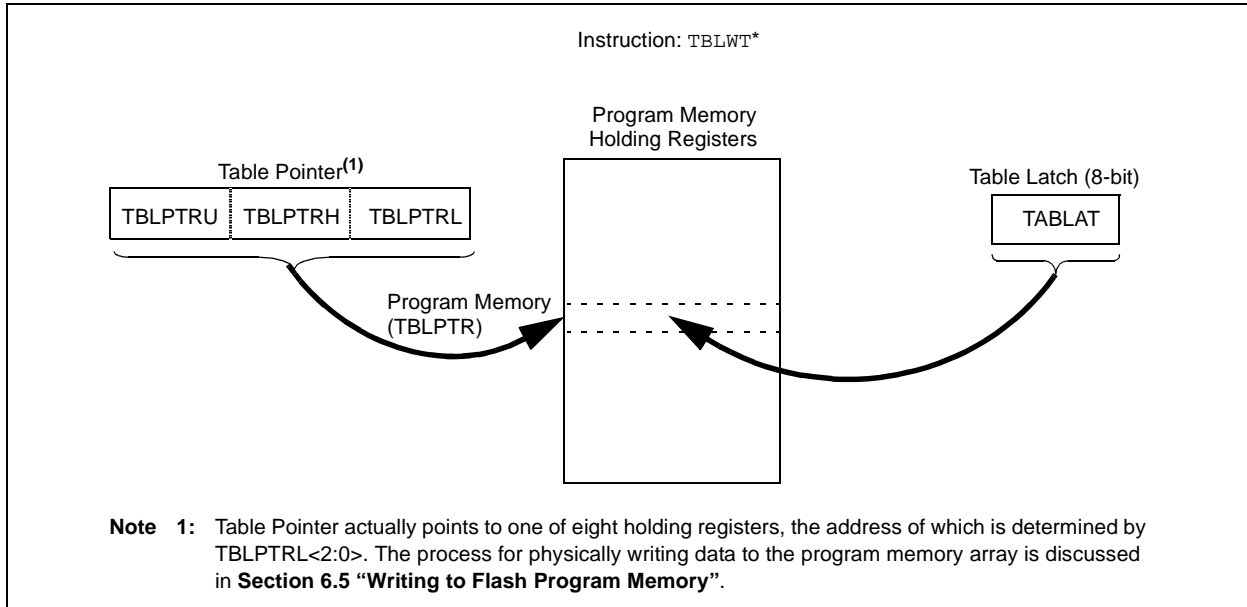 Instruction: TBLWT*
Program Memory
Holding Registers
Table Pointer(1)
Table Latch (8-bit)
TBLPTRU TBLPTRH TBLPTRL
TABLAT
Program Memory
(TBLPTR)
Note 1: Table Pointer actually points to one of eight holding registers, the address of which is determined by
TBLPTRL<2:0>. The process for physically writing data to the program memory array is discussed
in Section 6.5 “Writing to Flash Program Memory”.